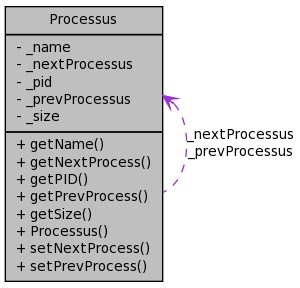 Processus
- _name
- _nextProcessus
- _pid
- _prevProcessus
- _size
+ getName()
+ getNextProcess()
+ getPID()
+ getPrevProcess()
+ getSize()
+ Processus()
+ setNextProcess()
+ setPrevProcess()
_nextProcessus
_prevProcessus